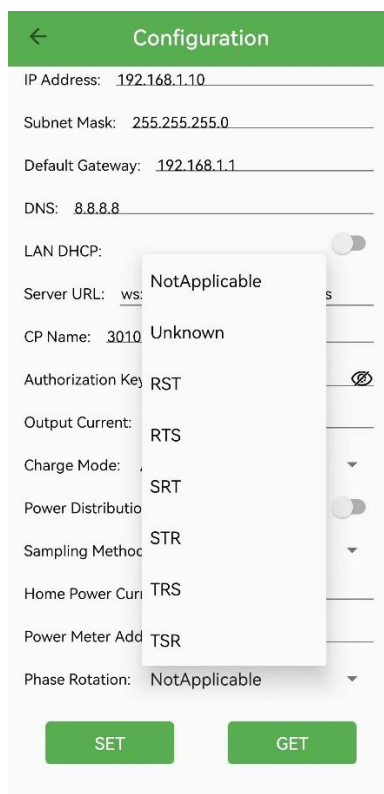 Configuration
IP Address: 192.168.1.10
Subnet Mask: 255.255.255.0
Default Gateway: 192.168.1.1
DNS: 8.8.8.8
LAN DHCP:
NotApplicable
Server URL: ws: s
Unknown
CP Name: 3010
RST
Authorization Key
RTS
Output Current:
SRT
Charge Mode:
STR
Power Distributio
Sampling Method
TRS
Home Power Curr
TSR
Power Meter Add
Phase Rotation: NotApplicable
SET GET